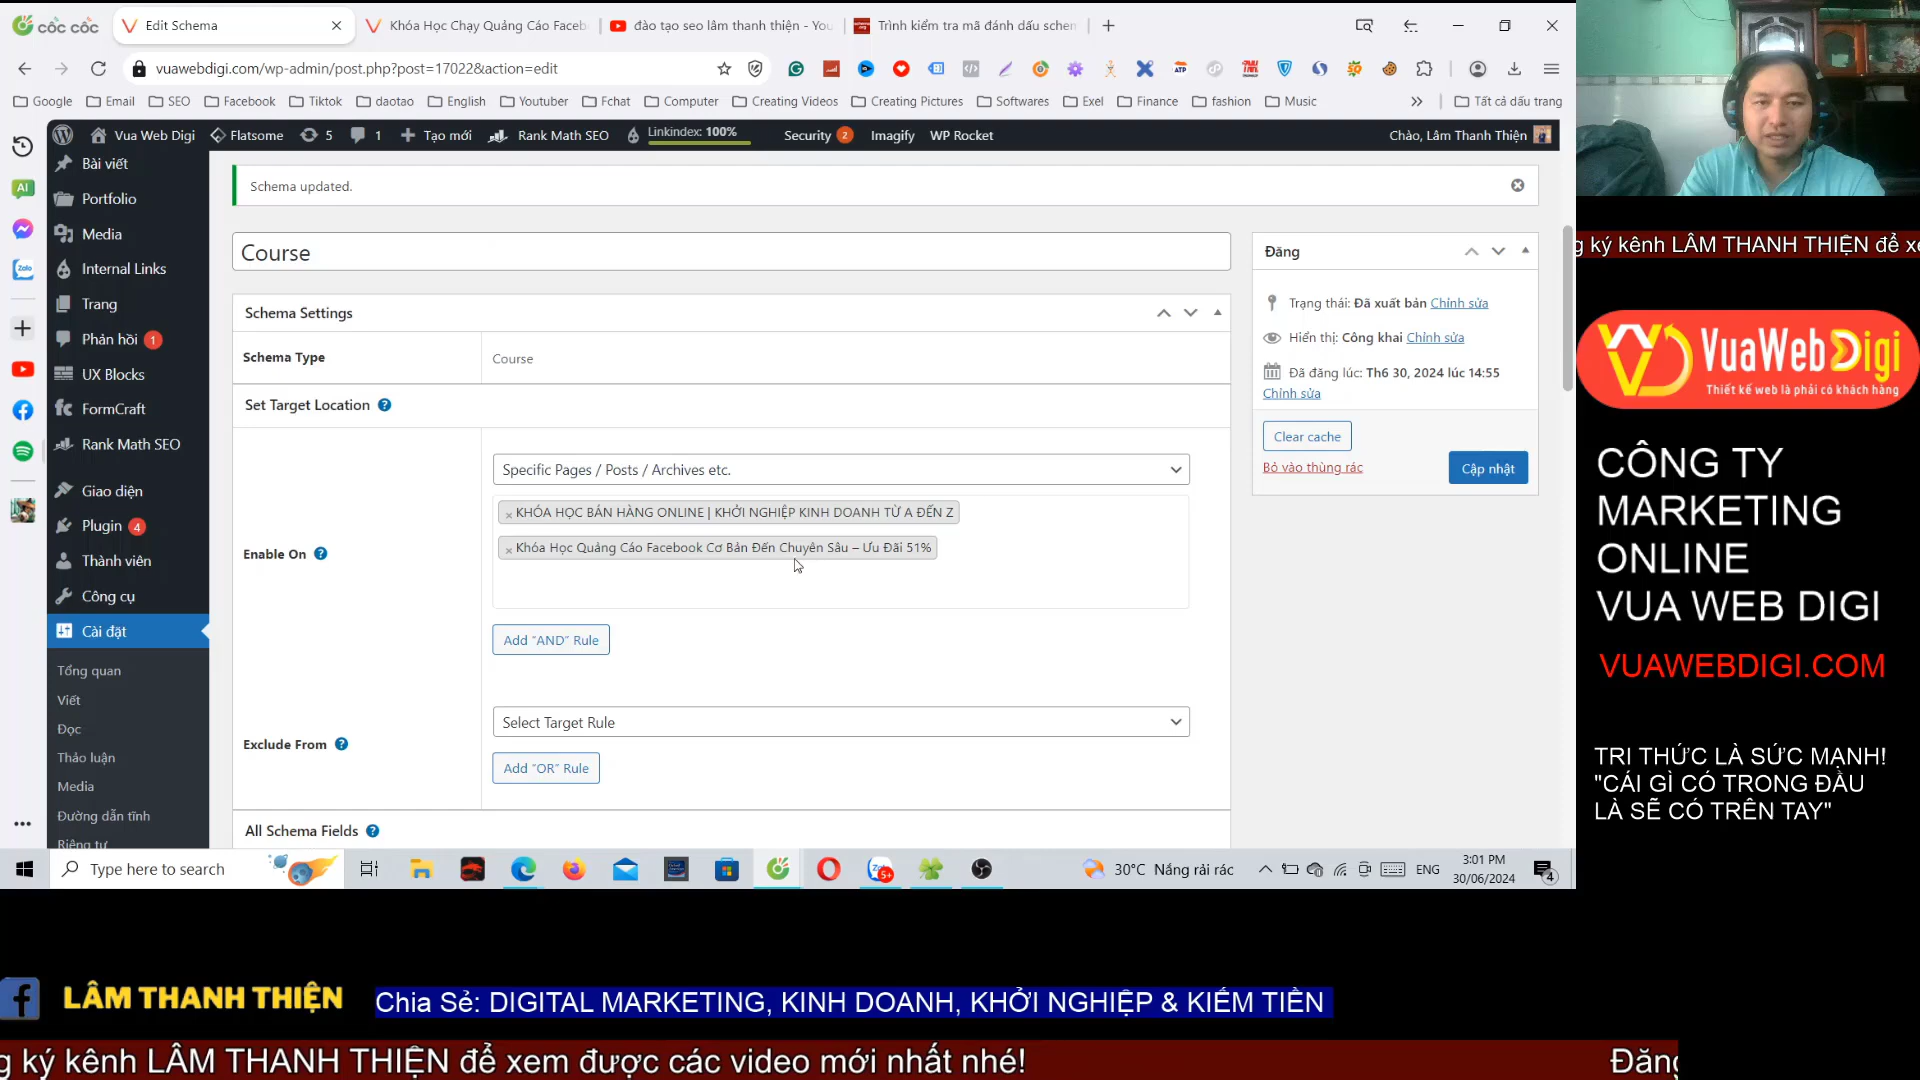 cốc cốc
Edit Schema
Khóa Học Chạy Quảng Cáo Faceb
đào tạo seo lâm thanh thiện - You
Trình kiểm tra mã đánh dấu schem
vuawebdigi.com/wp-admin/post.php?post=17022&action=edit
Google
Email
SEO
Facebook
Tiktok
daotao
English
Youtuber
Fchat
Computer
Creating Videos
Creating Pictures
Softwares
Exel
Finance
fashion
Music
Tất cả dấu trang
Vua Web Digi
Flatsome
5
1
Tạo mới
Rank Math SEO
Linkindex: 100%
Security 2
Imagify
WP Rocket
Chào, Lâm Thanh Thiện
Bài viết
Portfolio
Media
Internal Links
Trang
Phản hồi 1
UX Blocks
FormCraft
Rank Math SEO
Giao diện
Plugin 4
Thành viên
Công cụ
Cài đặt
Tổng quan
Viết
Đọc
Thảo luận
Media
Đường dẫn tĩnh
Riêng tư
Schema updated.
Course
Schema Settings
Schema Type
Course
Set Target Location
Enable On
Specific Pages / Posts / Archives etc.
× KHÓA HỌC BÁN HÀNG ONLINE | KHỞI NGHIỆP KINH DOANH TỪ A ĐẾN Z
× Khóa Học Quảng Cáo Facebook Cơ Bản Đến Chuyên Sâu – Ưu Đãi 51%
Add “AND” Rule
Exclude From
Select Target Rule
Add “OR” Rule
All Schema Fields
Đăng
Trạng thái: Đã xuất bản Chỉnh sửa
Hiển thị: Công khai Chỉnh sửa
Đã đăng lúc: Th6 30, 2024 lúc 14:55
Chỉnh sửa
Clear cache
Bỏ vào thùng rác
Cập nhật
Type here to search
30°C Nắng rải rác
ENG
3:01 PM
30/06/2024
4
g ký kênh LÂM THANH THIỆN để xe
VuaWebDigi
Thiết kế web là phải có khách hàng
CÔNG TY
MARKETING
ONLINE
VUA WEB DIGI
VUAWEBDIGI.COM
TRI THỨC LÀ SỨC MẠNH!
"CÁI GÌ CÓ TRONG ĐẦU
LÀ SẼ CÓ TRÊN TAY"
LÂM THANH THIỆN
Chia Sẻ: DIGITAL MARKETING, KINH DOANH, KHỞI NGHIỆP & KIẾM TIỀN
g ký kênh LÂM THANH THIỆN để xem được các video mới nhất nhé!
Đăng